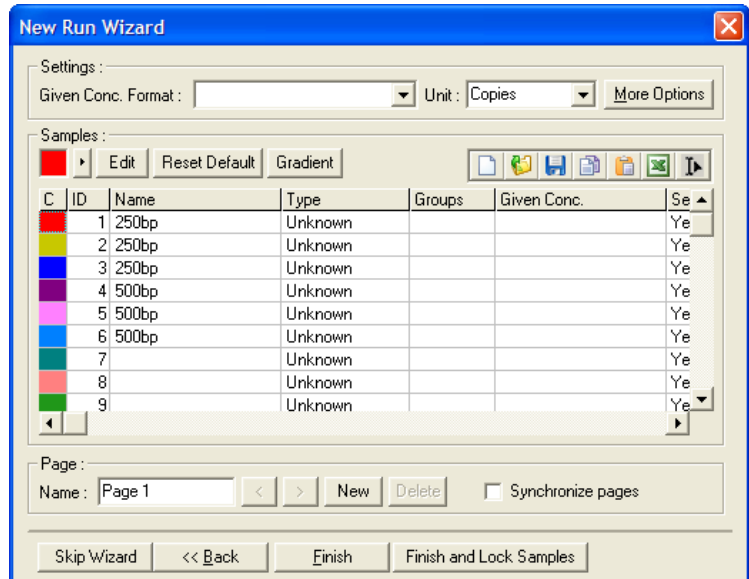 New Run Wizard
Settings :
Given Conc. Format : Unit : Copies More Options
Samples :
Edit Reset Default Gradient
C ID Name Type Groups Given Conc. Se
1 250bp Unknown Ye
2 250bp Unknown Ye
3 250bp Unknown Ye
4 500bp Unknown Ye
5 500bp Unknown Ye
6 500bp Unknown Ye
7 Unknown Ye
8 Unknown Ye
9 Unknown Ye
Page :
Name : Page 1 < > New Delete Synchronize pages
Skip Wizard << Back Finish Finish and Lock Samples